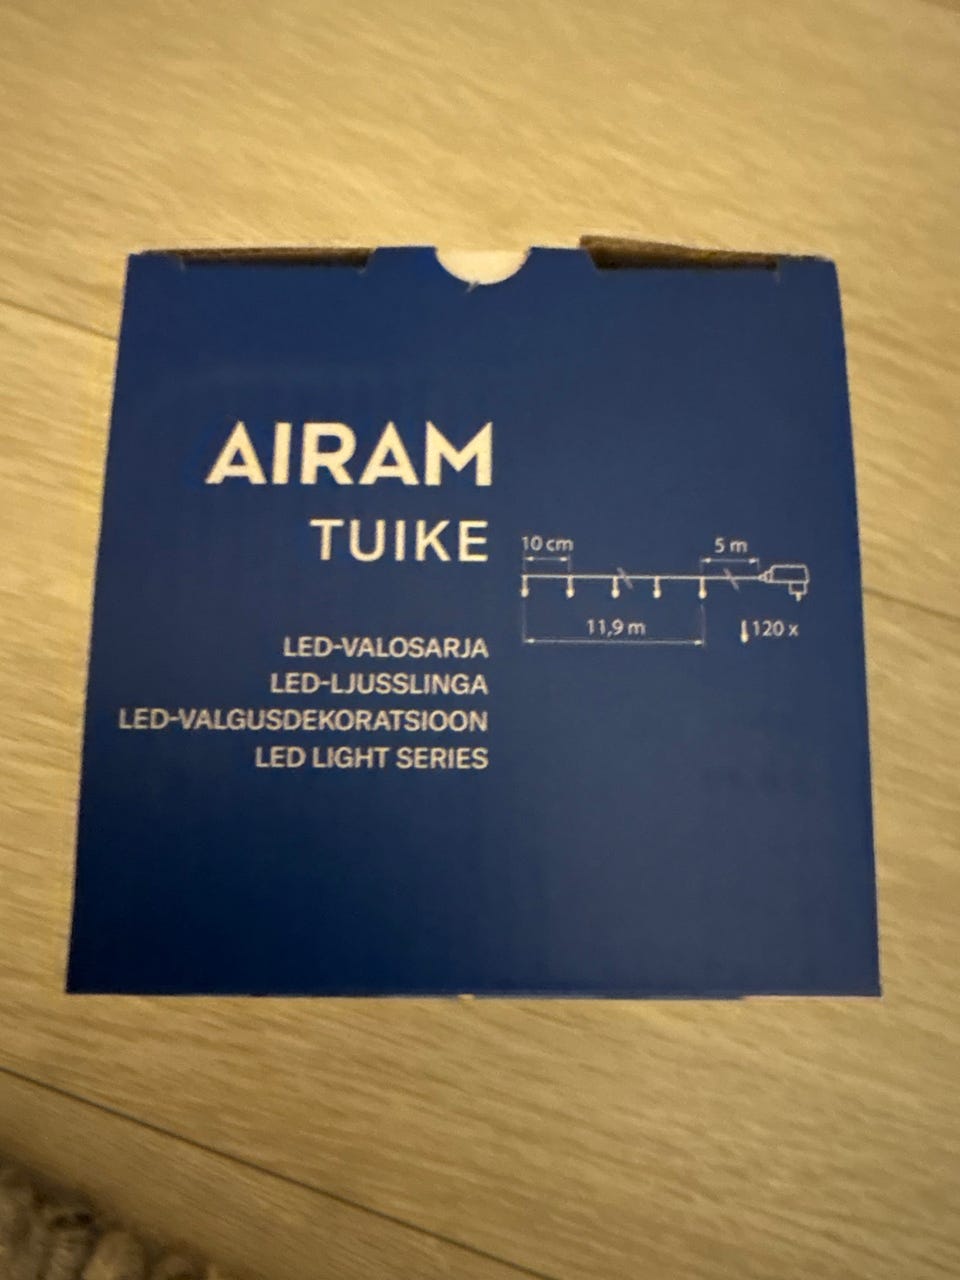 AIRAM
TUIKE
LED-VALOSARJA
LED-LJUSSLINGA
LED-VALGUSDEKORATSIOON
LED LIGHT SERIES
10 cm
5 m
11,9 m
120 x